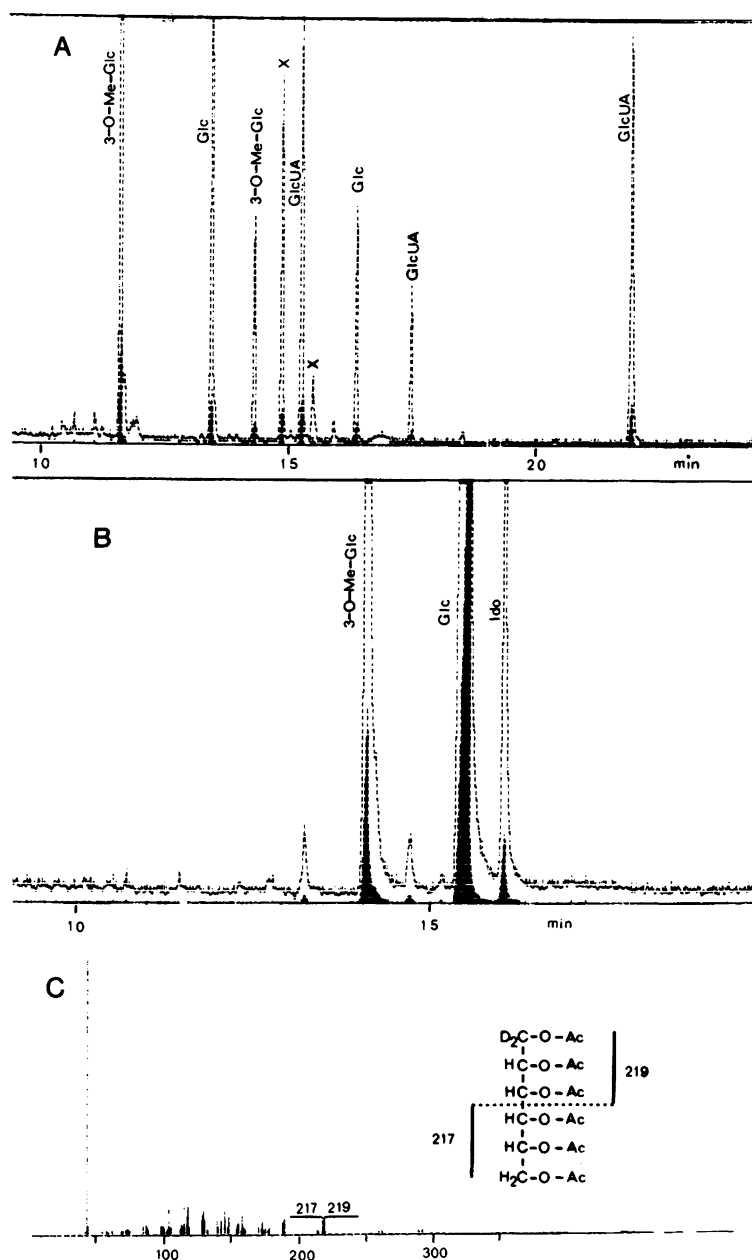 A
3-O-Me-Glc
Glc
3-O-Me-Glc
X
GlcUA
X
Glc
GlcUA
GlcUA
10
15
20
min
B
3-O-Me-Glc
Glc
Ido
10
15
min
C
D₂C-O-Ac
HC-O-Ac
HC-O-Ac
219
HC-O-Ac
217
HC-O-Ac
H₂C-O-Ac
217 219
100
200
300